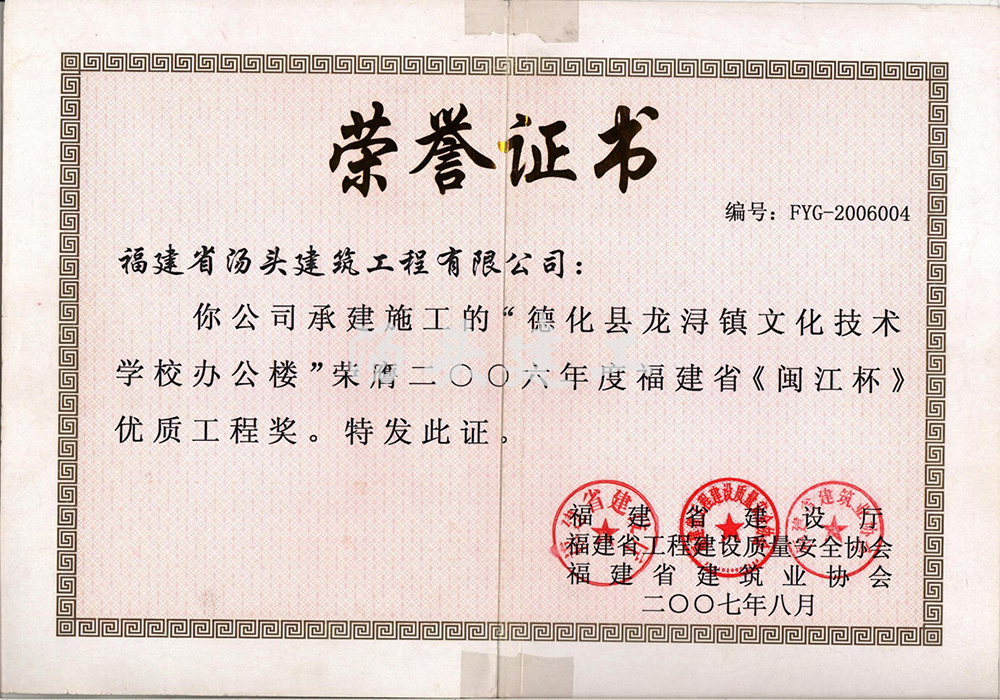 荣誉证书
编号：FYG-2006004
福建省汤头建筑工程有限公司：
你公司承建施工的“德化县龙浔镇文化技术
学校办公楼”荣膺二〇〇六年度福建省《闽江杯》
优质工程奖。特发此证。
福建省建设厅
福建省工程建设质量安全协会
福建省建筑业协会
二〇〇七年八月